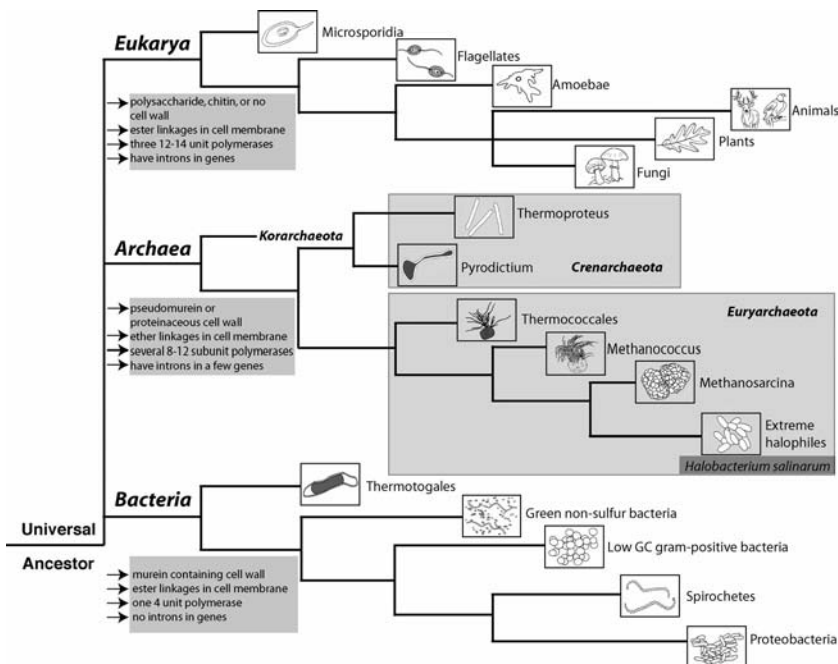 Eukarya
Microsporidia
Flagellates
Amoebae
Animals
Plants
Fungi
polysaccharide, chitin, or no
cell wall
ester linkages in cell membrane
three 12-14 unit polymerases
have introns in genes
Archaea
Korarchaeota
Thermoproteus
Pyrodictium
Crenarchaeota
pseudomurein or
proteinaceous cell wall
ether linkages in cell membrane
several 8-12 subunit polymerases
have introns in a few genes
Euryarchaeota
Thermococcales
Methanococcus
Methanosarcina
Extreme
halophiles
Halobacterium salinarum
Bacteria
Thermotogales
Green non-sulfur bacteria
Low GC gram-positive bacteria
Spirochetes
Proteobacteria
Universal
Ancestor
murein containing cell wall
ester linkages in cell membrane
one 4 unit polymerase
no introns in genes